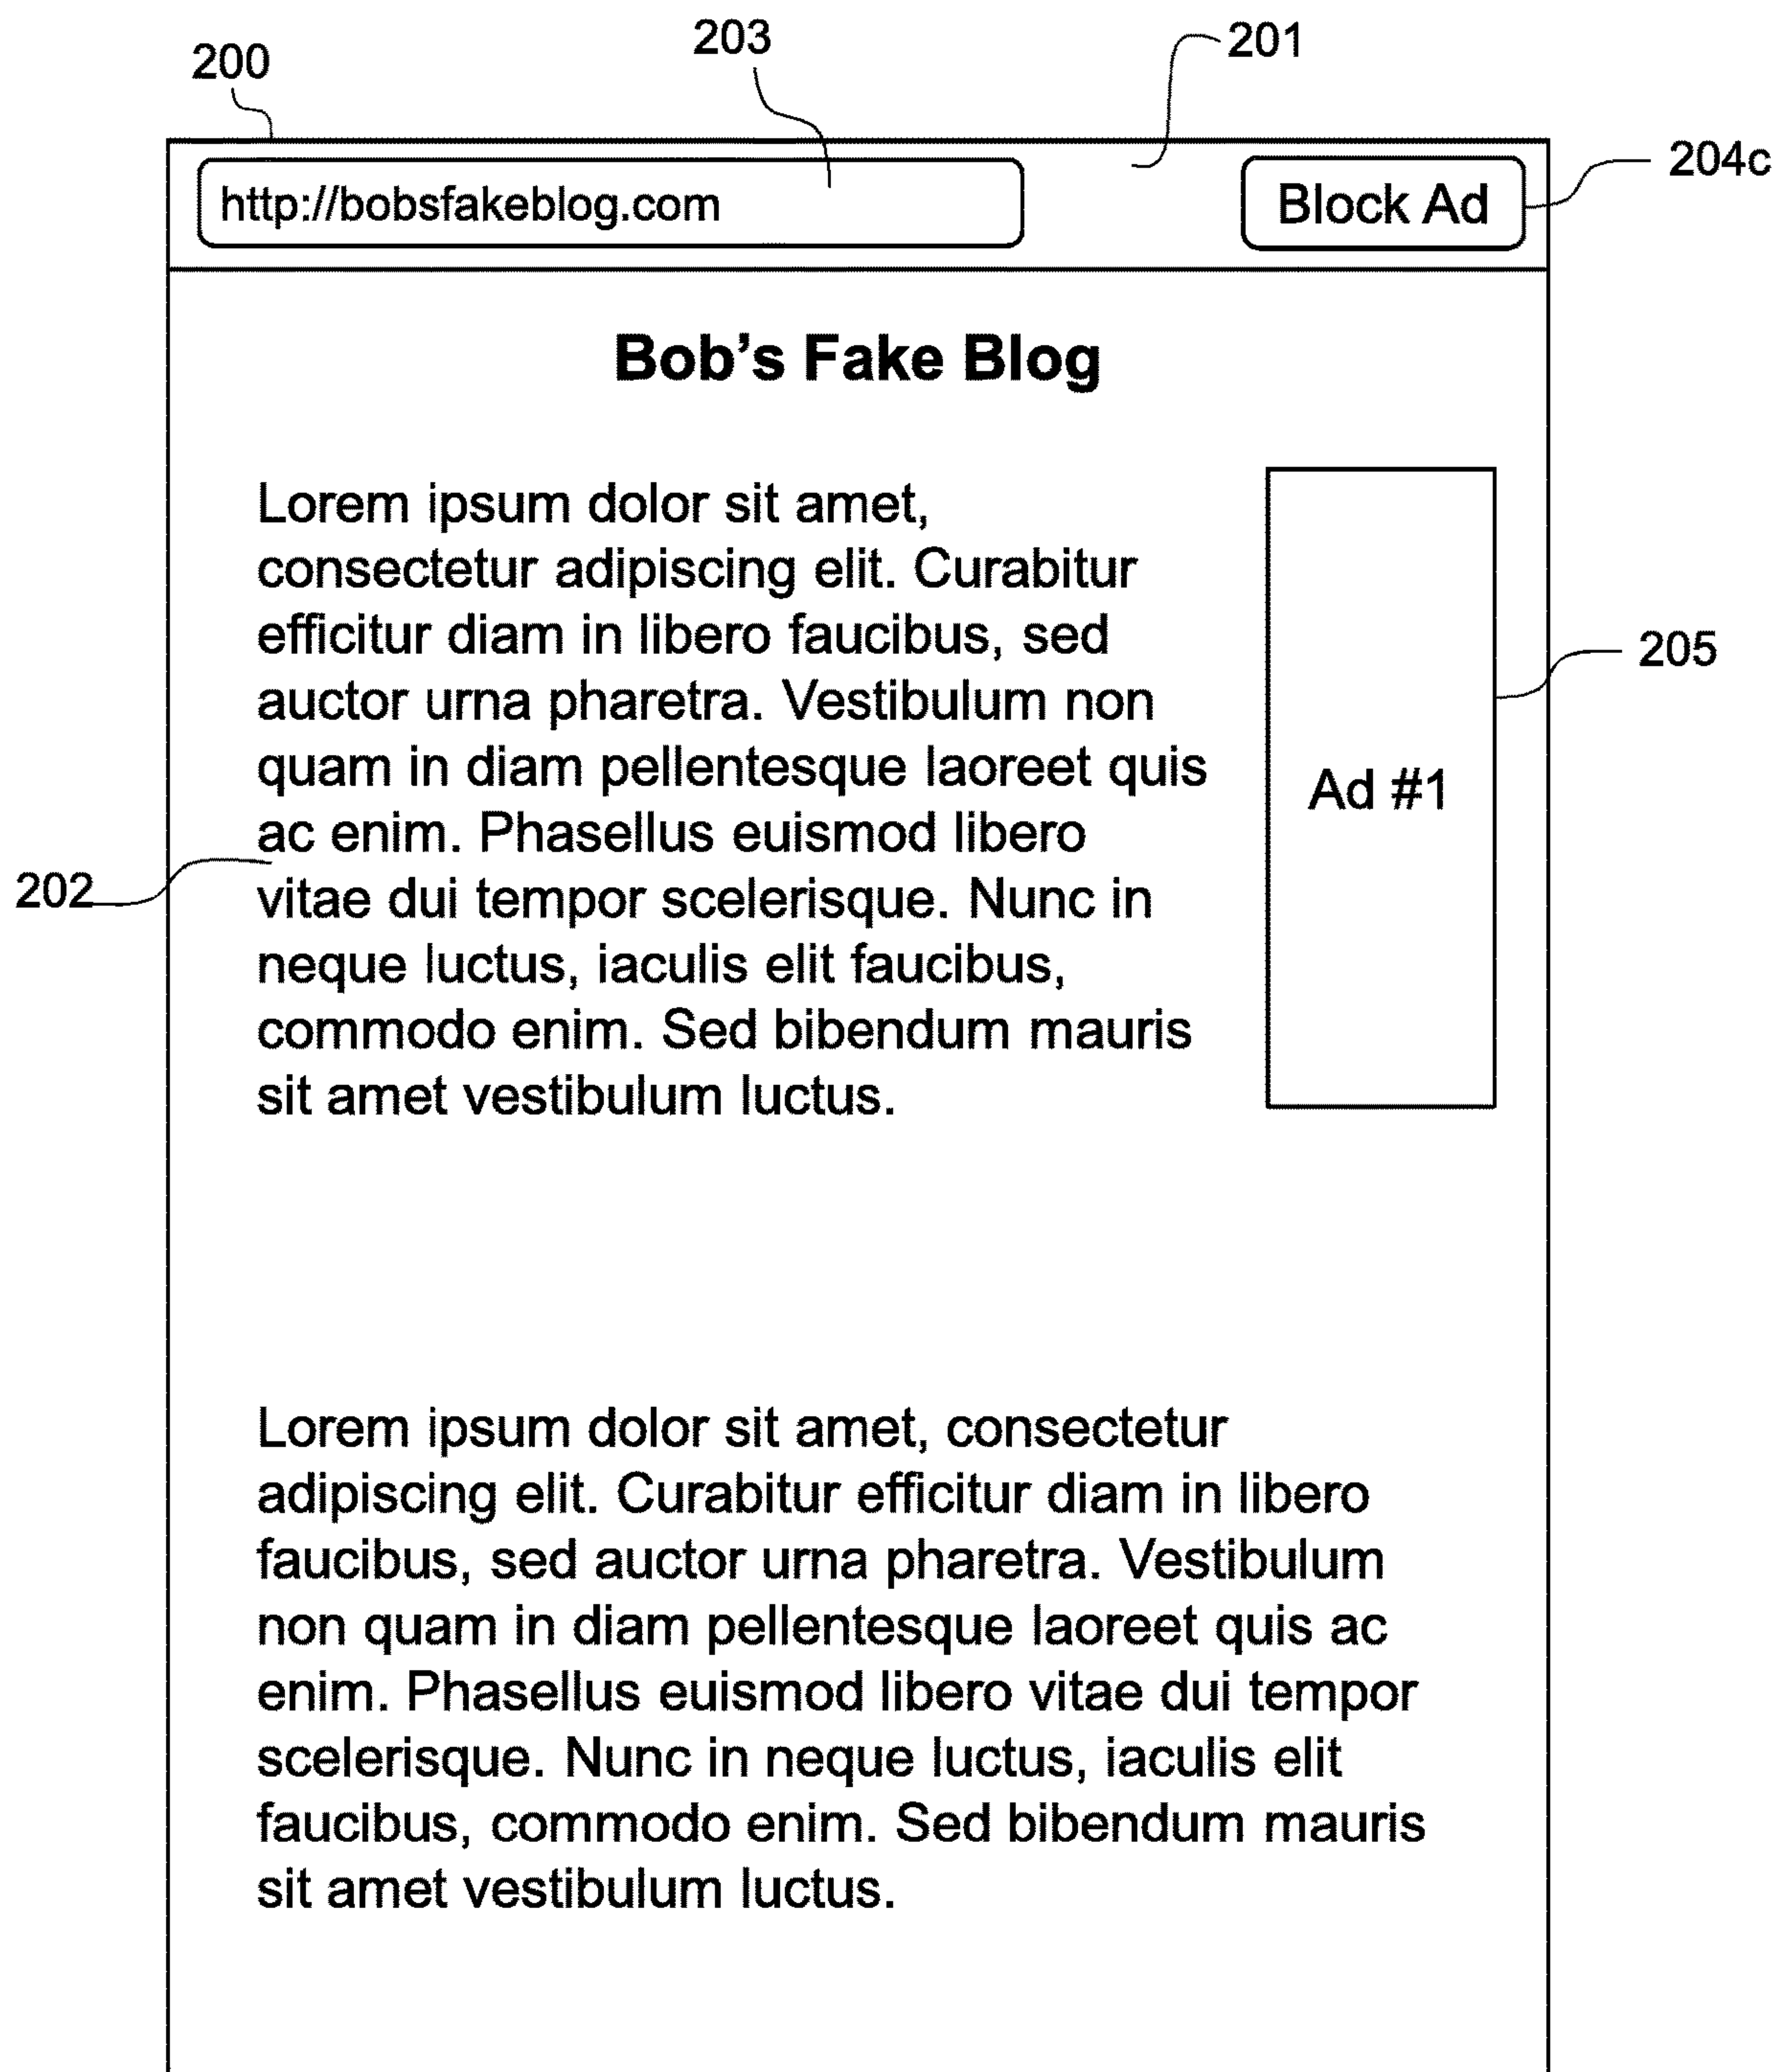 203
201
200
204c
http://bobsfakeblog.com
Block Ad
Bob's Fake Blog
Lorem ipsum dolor sit amet,
consectetur adipiscing elit. Curabitur
efficitur diam in libero faucibus, sed
auctor urna pharetra. Vestibulum non
quam in diam pellentesque laoreet quis
ac enim. Phasellus euismod libero
vitae dui tempor scelerisque. Nunc in
neque luctus, iaculis elit faucibus,
commodo enim. Sed bibendum mauris
sit amet vestibulum luctus.
205
Ad #1
202
Lorem ipsum dolor sit amet, consectetur
adipiscing elit. Curabitur efficitur diam in libero
faucibus, sed auctor urna pharetra. Vestibulum
non quam in diam pellentesque laoreet quis ac
enim. Phasellus euismod libero vitae dui tempor
scelerisque. Nunc in neque luctus, iaculis elit
faucibus, commodo enim. Sed bibendum mauris
sit amet vestibulum luctus.